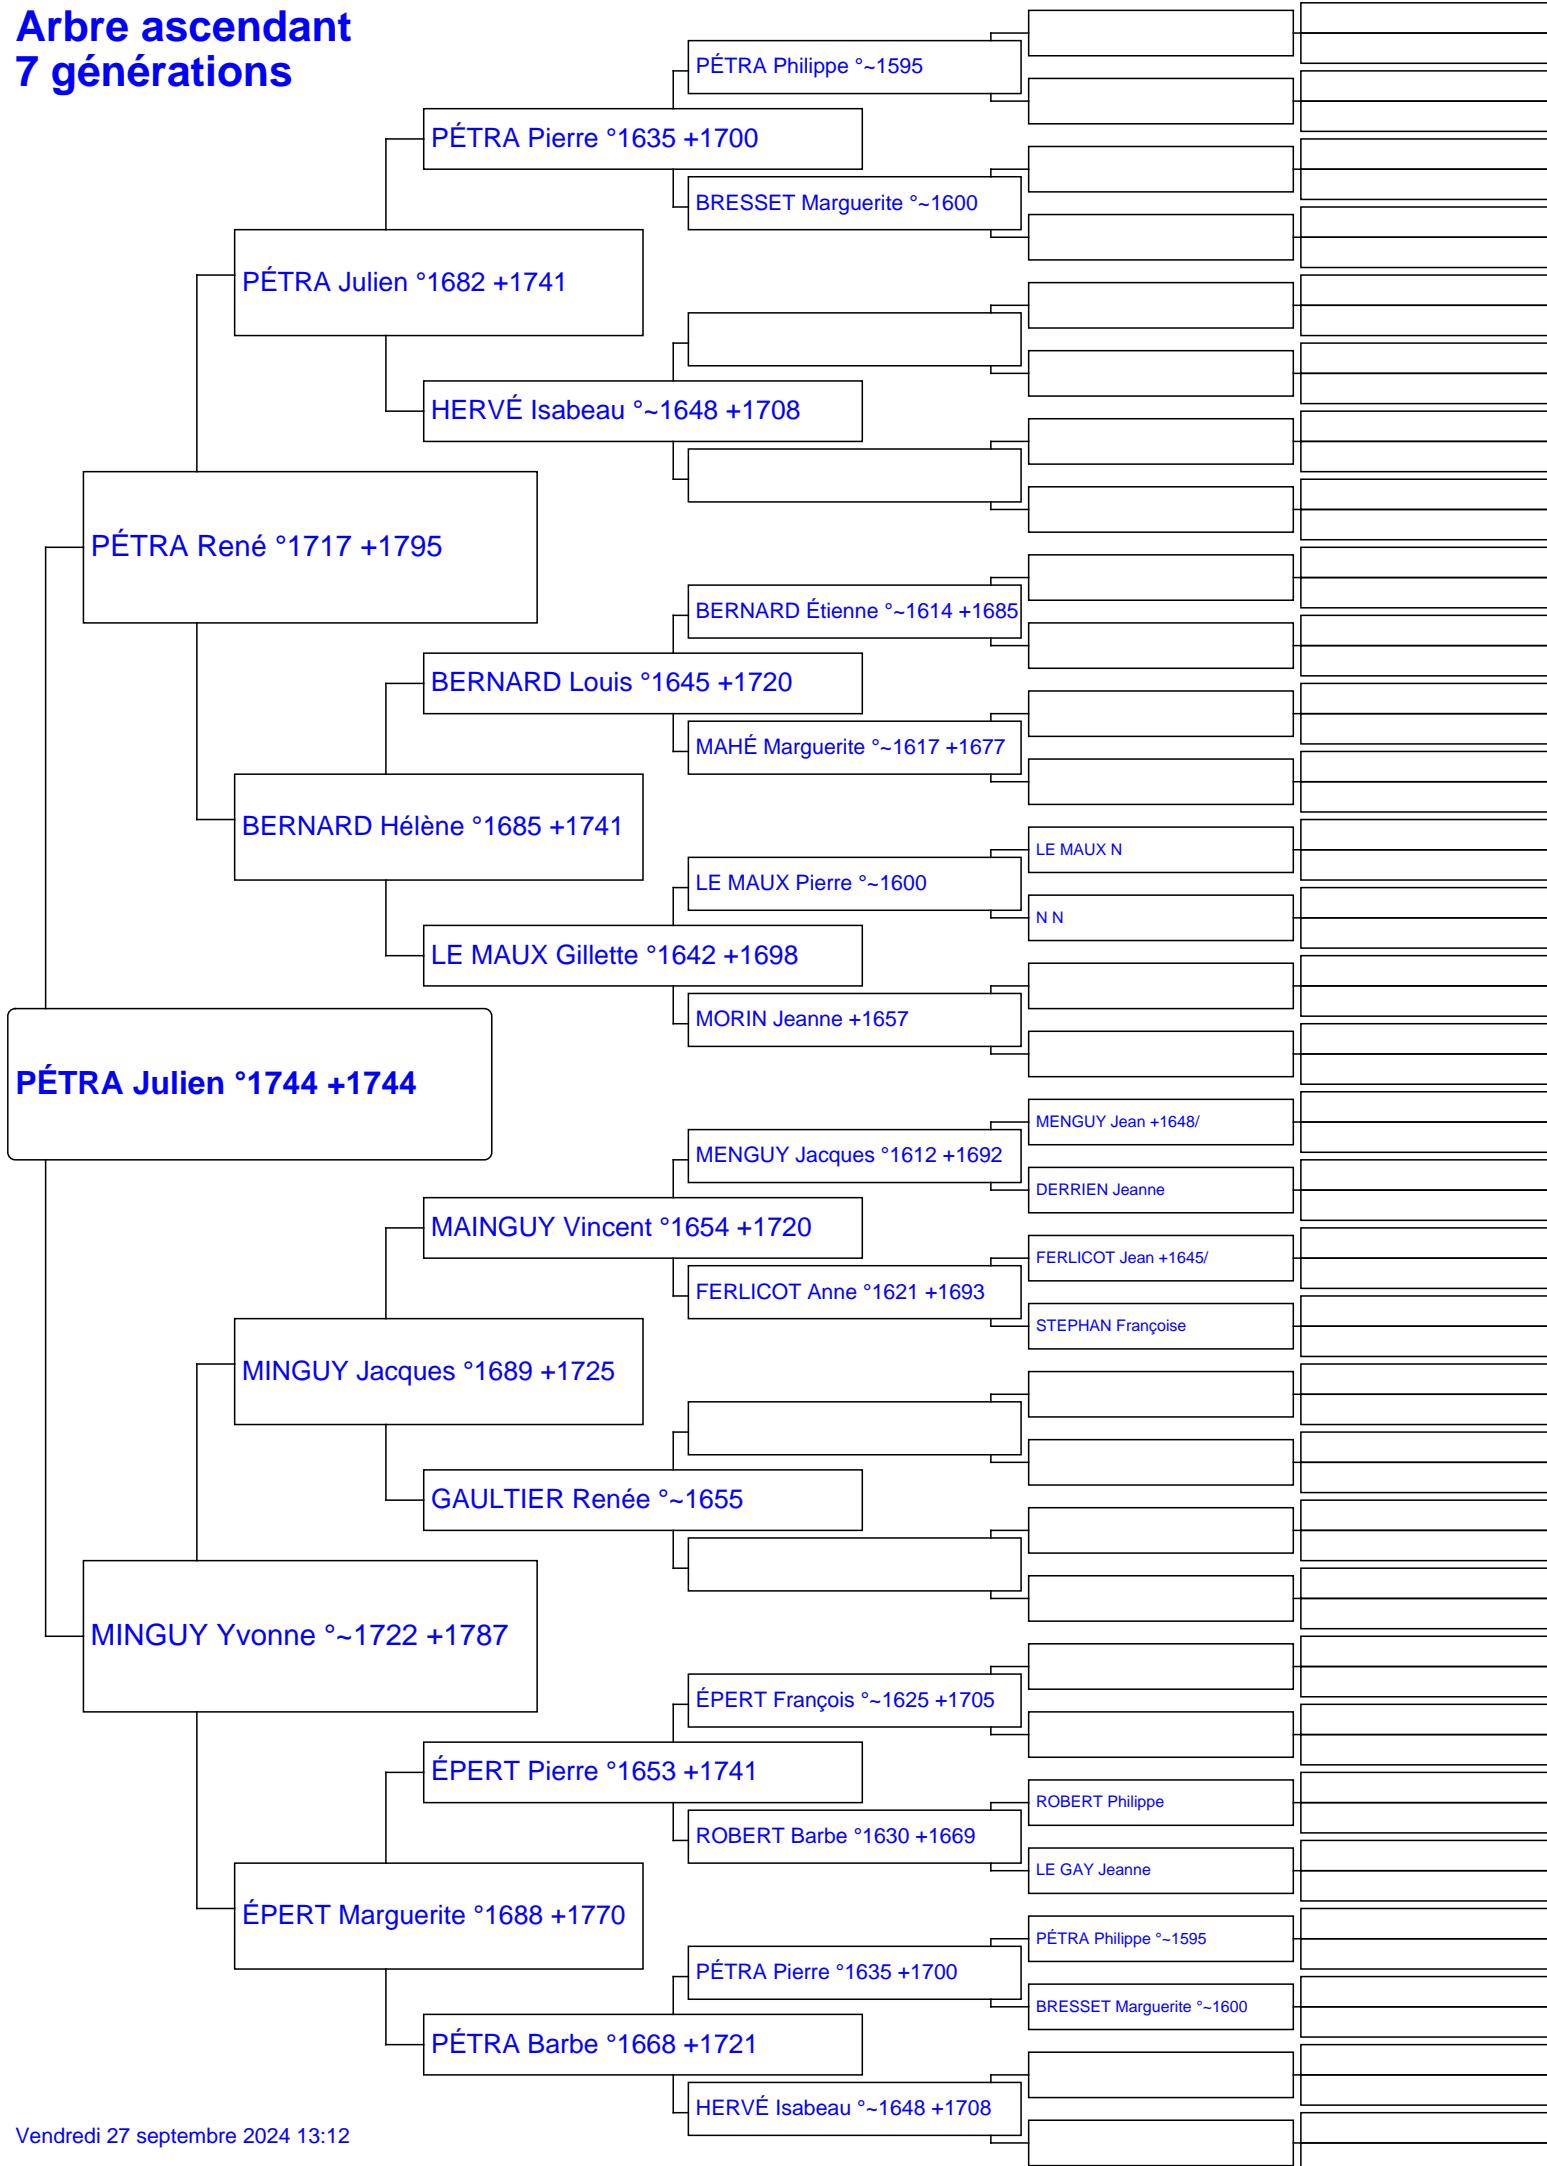 Arbre ascendant
7 générations
PÉTRA Philippe °~1595
PÉTRA Pierre °1635 +1700
BRESSET Marguerite °~1600
PÉTRA Julien °1682 +1741
HERVÉ Isabeau °~1648 +1708
PÉTRA René °1717 +1795
BERNARD Étienne °~1614 +1685
BERNARD Louis °1645 +1720
MAHÉ Marguerite °~1617 +1677
BERNARD Hélène °1685 +1741
LE MAUX N
LE MAUX Pierre °~1600
N N
LE MAUX Gillette °1642 +1698
MORIN Jeanne +1657
PÉTRA Julien °1744 +1744
MENGUY Jean +1648/
MENGUY Jacques °1612 +1692
DERRIEN Jeanne
MAINGUY Vincent °1654 +1720
FERLICOT Jean +1645/
FERLICOT Anne °1621 +1693
STEPHAN Françoise
MINGUY Jacques °1689 +1725
GAULTIER Renée °~1655
MINGUY Yvonne °~1722 +1787
ÉPERT François °~1625 +1705
ÉPERT Pierre °1653 +1741
ROBERT Philippe
ROBERT Barbe °1630 +1669
LE GAY Jeanne
ÉPERT Marguerite °1688 +1770
PÉTRA Philippe °~1595
PÉTRA Pierre °1635 +1700
BRESSET Marguerite °~1600
PÉTRA Barbe °1668 +1721
HERVÉ Isabeau °~1648 +1708
Vendredi 27 septembre 2024 13:12